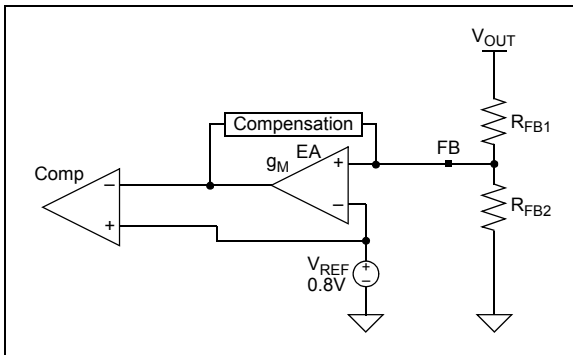 VOUT
Compensation
RFB1
EA
FB
gM
+
Comp
–
–
RFB2
+
VREF
+
0.8V
–